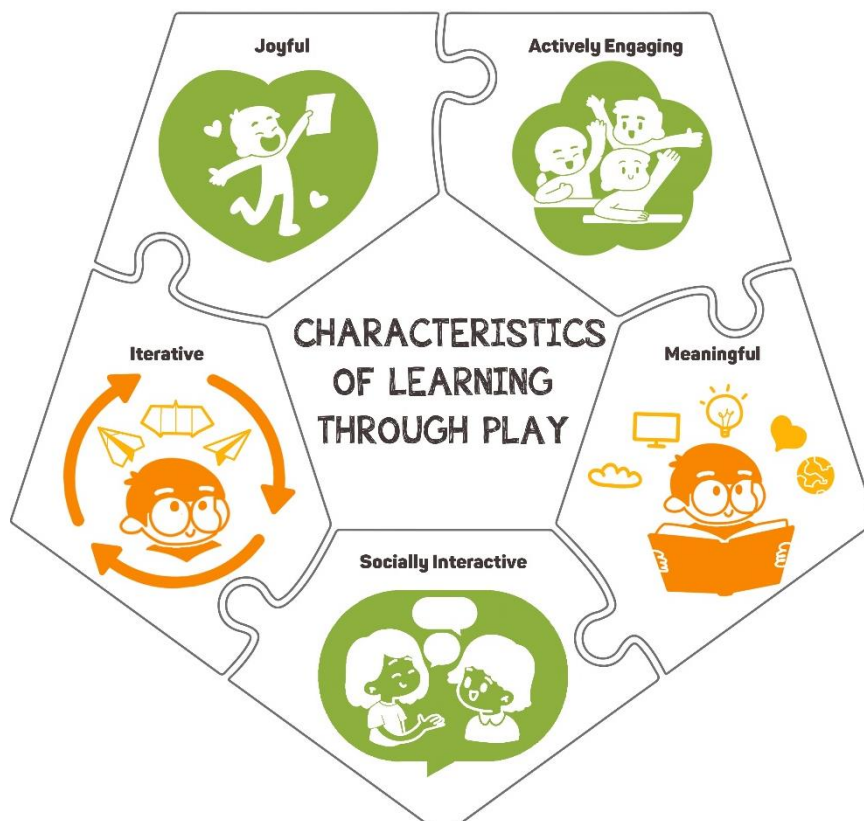 Joyful
Actively Engaging
CHARACTERISTICS
OF LEARNING
THROUGH PLAY
Iterative
Meaningful
Socially Interactive